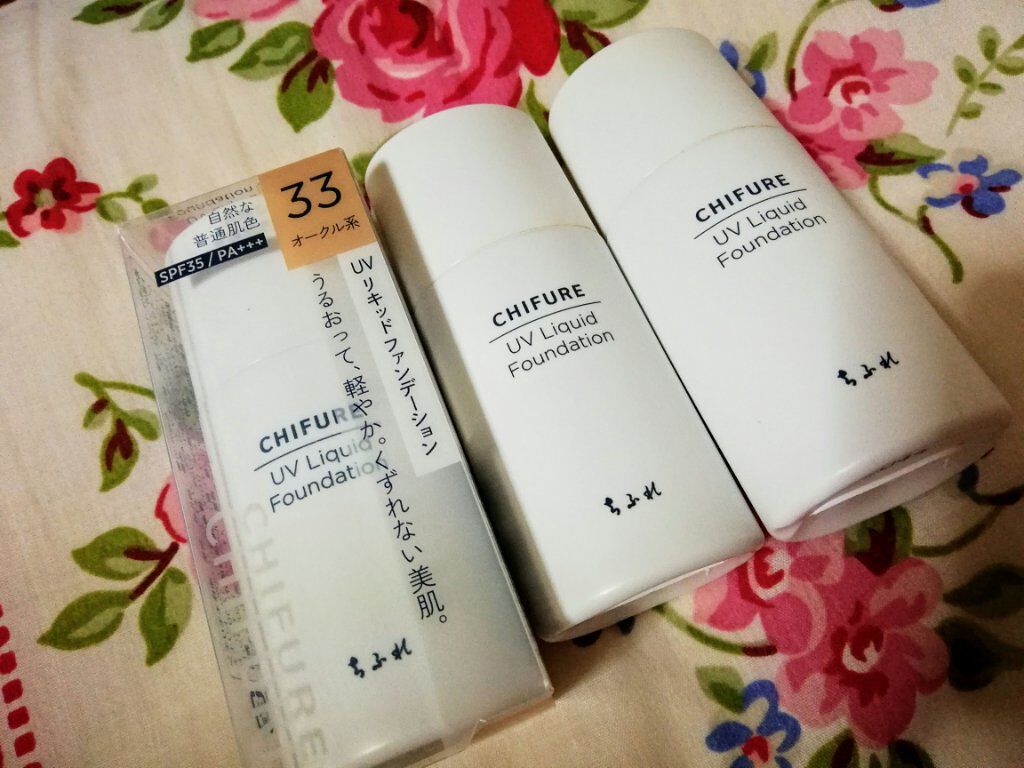 33
オークル系
自然な
普通肌色
SPF35 / PA+++
UVリキッドファンデーション
うるおって、軽やか。くずれない美肌。
CHIFURE
UV Liquid
Foundation
ちふれ
CHIFURE
CHIFURE
UV Liquid
Foundation
ちふれ
CHIFURE
UV Liquid
Foundation
ちふれ